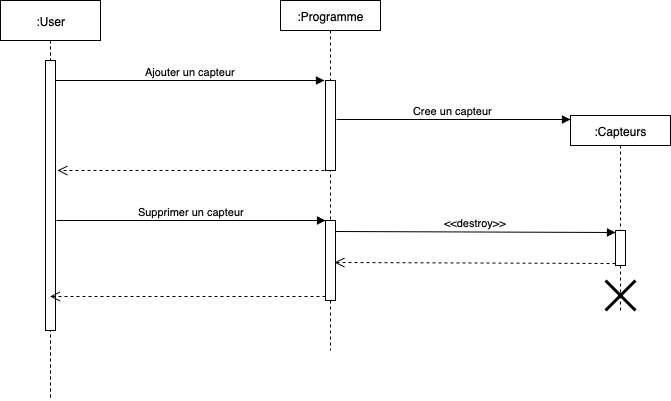 :User
:Programme
Ajouter un capteur
Cree un capteur
:Capteurs
Supprimer un capteur
<<destroy>>